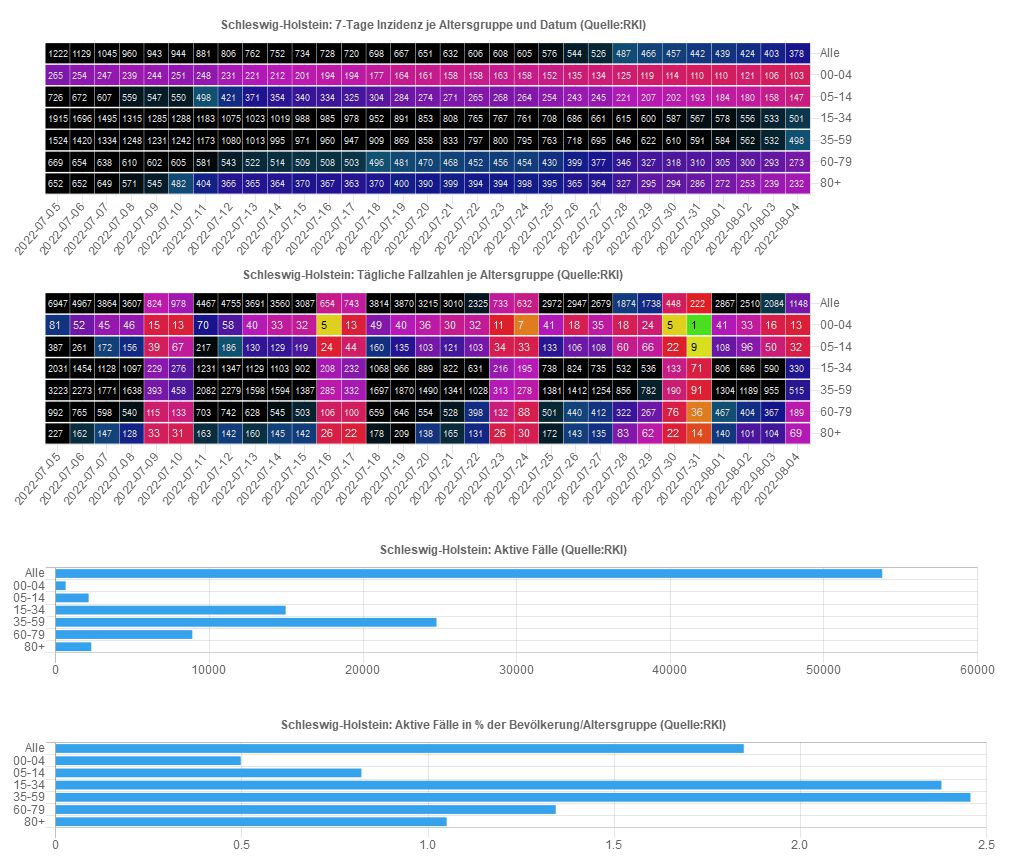 Schleswig-Holstein: 7-Tage Inzidenz je Altersgruppe und Datum (Quelle:RKI)
1222 1129 1045 960 943 944 881 806 762 752 734 728 720 698 667 651 632 606 608 605 576 544 526 487 466 457 442 439 424 403 378 Alle
265 254 247 239 244 251 248 231 221 212 201 194 194 177 164 161 158 158 163 158 152 135 134 125 119 114 110 110 121 106 103 00-04
726 672 607 559 547 550 498 421 371 354 340 334 325 304 284 274 271 265 268 264 254 243 245 221 207 202 193 184 180 158 147 05-14
1915 1696 1495 1315 1285 1288 1183 1075 1023 1019 988 985 978 952 891 853 808 765 767 761 708 686 661 615 600 587 567 578 556 533 501 15-34
1524 1420 1334 1248 1231 1242 1173 1080 1013 995 971 960 947 909 869 858 833 797 800 795 763 718 695 646 622 610 591 584 562 532 498 35-59
669 654 638 610 602 605 581 543 522 514 509 508 503 495 481 470 468 452 456 454 430 399 377 346 327 318 310 305 300 293 273 60-79
652 652 649 571 545 482 404 366 365 364 370 367 363 370 400 399 394 394 398 395 365 364 327 295 294 286 272 253 239 232 80+
2022-07-05 2022-07-06 2022-07-07 2022-07-08 2022-07-09 2022-07-10 2022-07-11 2022-07-12 2022-07-13 2022-07-14 2022-07-15 2022-07-16 2022-07-17 2022-07-18 2022-07-19 2022-07-20 2022-07-21 2022-07-22 2022-07-23 2022-07-24 2022-07-25 2022-07-26 2022-07-27 2022-07-28 2022-07-29 2022-07-30 2022-07-31 2022-08-01 2022-08-02 2022-08-03 2022-08-04
Schleswig-Holstein: Tägliche Fallzahlen je Altersgruppe (Quelle:RKI)
6947 4967 3864 3607 824 978 4467 4755 3691 3560 3087 654 743 3814 3870 3215 3010 2325 733 632 2972 2947 2679 1874 1738 448 222 2867 2510 2084 1148 Alle
81 52 45 46 15 13 70 58 40 33 32 5 13 49 40 36 30 32 11 7 41 18 35 18 24 5 1 41 33 16 13 00-04
387 261 172 156 39 67 217 186 130 129 119 24 44 160 135 103 121 103 34 33 133 106 108 60 66 22 9 108 96 50 32 05-14
2031 1454 1128 1097 229 276 1231 1347 1129 1103 902 208 232 1068 966 889 822 631 216 195 738 824 735 532 536 133 71 806 686 590 330 15-34
3223 2273 1771 1638 393 458 2082 2279 1598 1594 1387 285 332 1697 1870 1490 1341 1028 313 278 1381 1412 1254 856 782 190 91 1304 1189 955 515 35-59
992 765 598 540 115 133 703 742 628 545 503 106 100 659 646 554 528 398 132 88 501 440 412 322 267 76 36 467 404 367 189 60-79
227 162 147 128 33 31 163 142 160 145 142 26 22 178 209 138 165 131 26 30 172 143 135 83 62 22 14 140 101 104 69 80+
2022-07-05 2022-07-06 2022-07-07 2022-07-08 2022-07-09 2022-07-10 2022-07-11 2022-07-12 2022-07-13 2022-07-14 2022-07-15 2022-07-16 2022-07-17 2022-07-18 2022-07-19 2022-07-20 2022-07-21 2022-07-22 2022-07-23 2022-07-24 2022-07-25 2022-07-26 2022-07-27 2022-07-28 2022-07-29 2022-07-30 2022-07-31 2022-08-01 2022-08-02 2022-08-03 2022-08-04
Schleswig-Holstein: Aktive Fälle (Quelle:RKI)
Alle
00-04
05-14
15-34
35-59
60-79
80+
0 10000 20000 30000 40000 50000 60000
Schleswig-Holstein: Aktive Fälle in % der Bevölkerung/Altersgruppe (Quelle:RKI)
Alle
00-04
05-14
15-34
35-59
60-79
80+
0 0.5 1.0 1.5 2.0 2.5